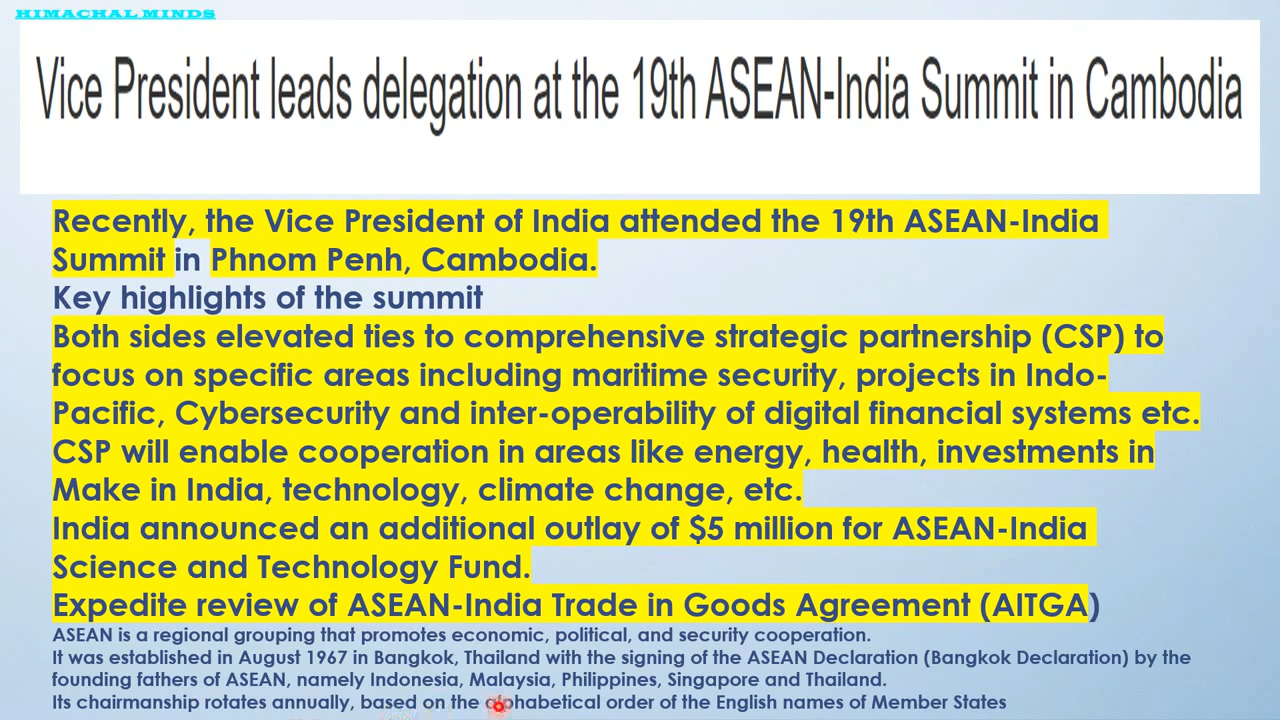 HIMACHAL MINDS
Vice President leads delegation at the 19th ASEAN-India Summit in Cambodia
Recently, the Vice President of India attended the 19th ASEAN-India
Summit in Phnom Penh, Cambodia.
Key highlights of the summit
Both sides elevated ties to comprehensive strategic partnership (CSP) to
focus on specific areas including maritime security, projects in Indo-
Pacific, Cybersecurity and inter-operability of digital financial systems etc.
CSP will enable cooperation in areas like energy, health, investments in
Make in India, technology, climate change, etc.
India announced an additional outlay of $5 million for ASEAN-India
Science and Technology Fund.
Expedite review of ASEAN-India Trade in Goods Agreement (AITGA)
ASEAN is a regional grouping that promotes economic, political, and security cooperation.
It was established in August 1967 in Bangkok, Thailand with the signing of the ASEAN Declaration (Bangkok Declaration) by the
founding fathers of ASEAN, namely Indonesia, Malaysia, Philippines, Singapore and Thailand.
Its chairmanship rotates annually, based on the alphabetical order of the English names of Member States